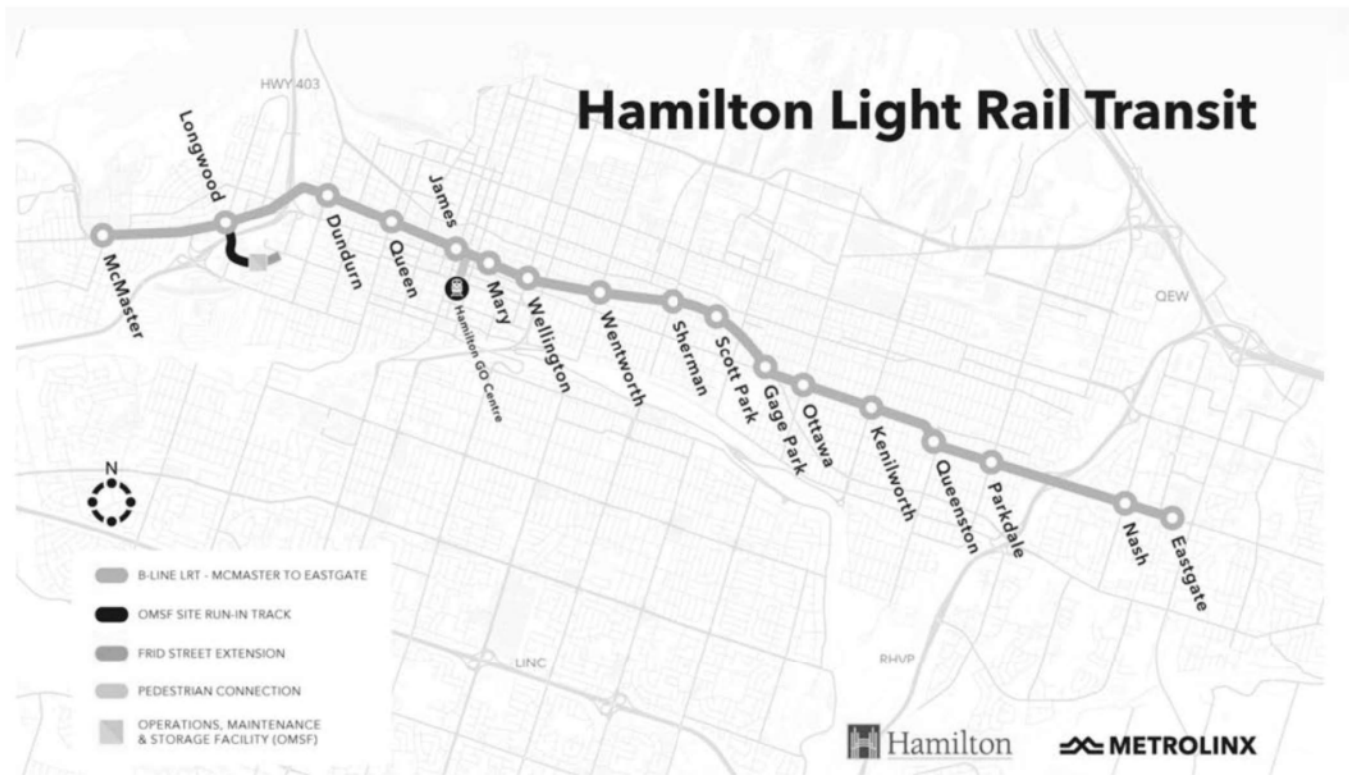 Hamilton Light Rail Transit
HWY 403
Longwood
James
McMaster
Dundurn
Queen
Hamilton GO Centre
Mary
Wellington
Wentworth
Sherman
Scott Park
Gage Park
Ottawa
Kenilworth
Queenston
Parkdale
Nash
Eastgate
QEW
N
LINC
RHVP
B-LINE LRT - MCMASTER TO EASTGATE
OMSF SITE RUN-IN TRACK
FRID STREET EXTENSION
PEDESTRIAN CONNECTION
OPERATIONS, MAINTENANCE
& STORAGE FACILITY (OMSF)
Hamilton
METROLINX